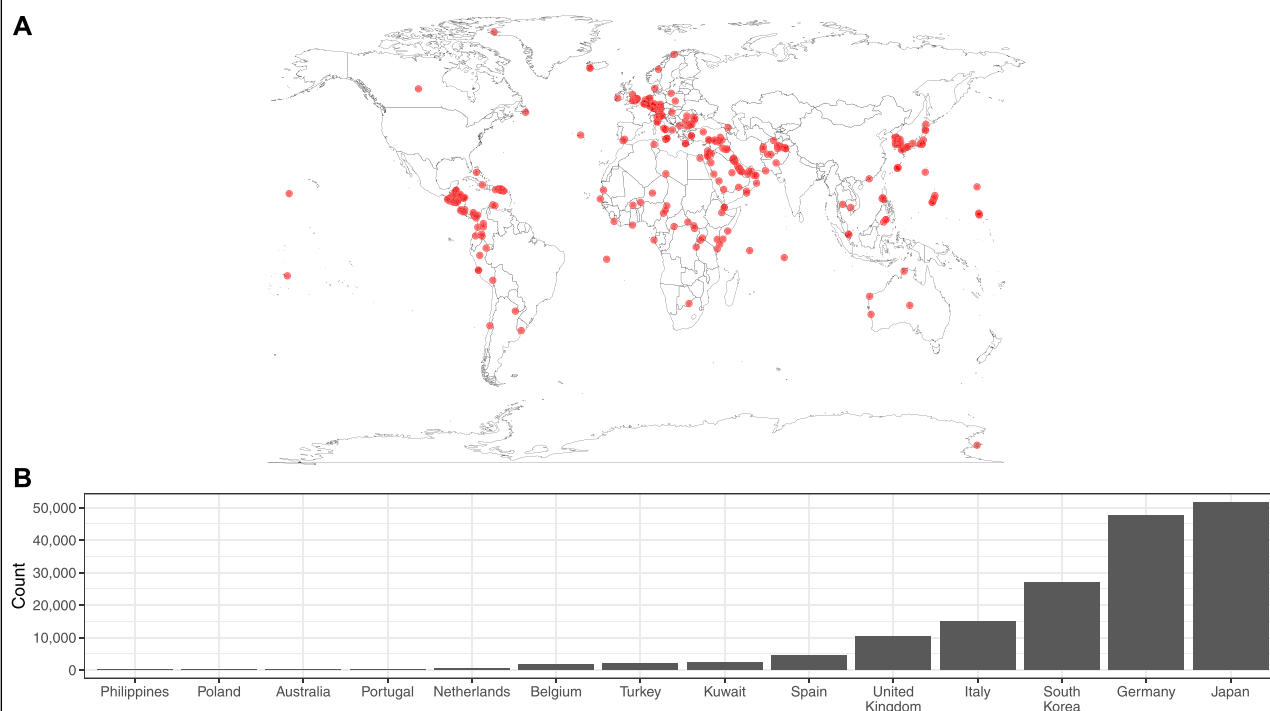 A
B
Count
50,000
40,000
30,000
20,000
10,000
0
Philippines Poland Australia Portugal Netherlands Belgium Turkey Kuwait Spain United Kingdom Italy South Korea Germany Japan